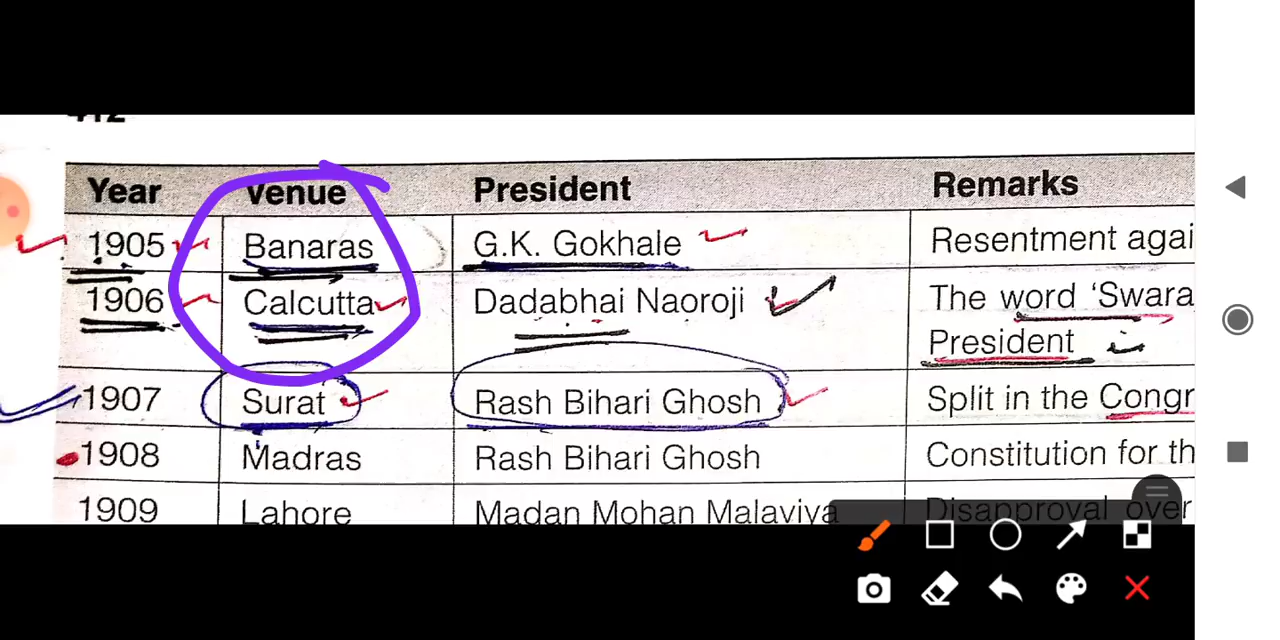 Year Venue President Remarks
1905 Banaras G.K. Gokhale Resentment agai
1906 Calcutta Dadabhai Naoroji The word 'Swara
President
1907 Surat Rash Bihari Ghosh Split in the Congr
1908 Madras Rash Bihari Ghosh Constitution for th
1909 Lahore Madan Mohan Malaviya Disapproval over